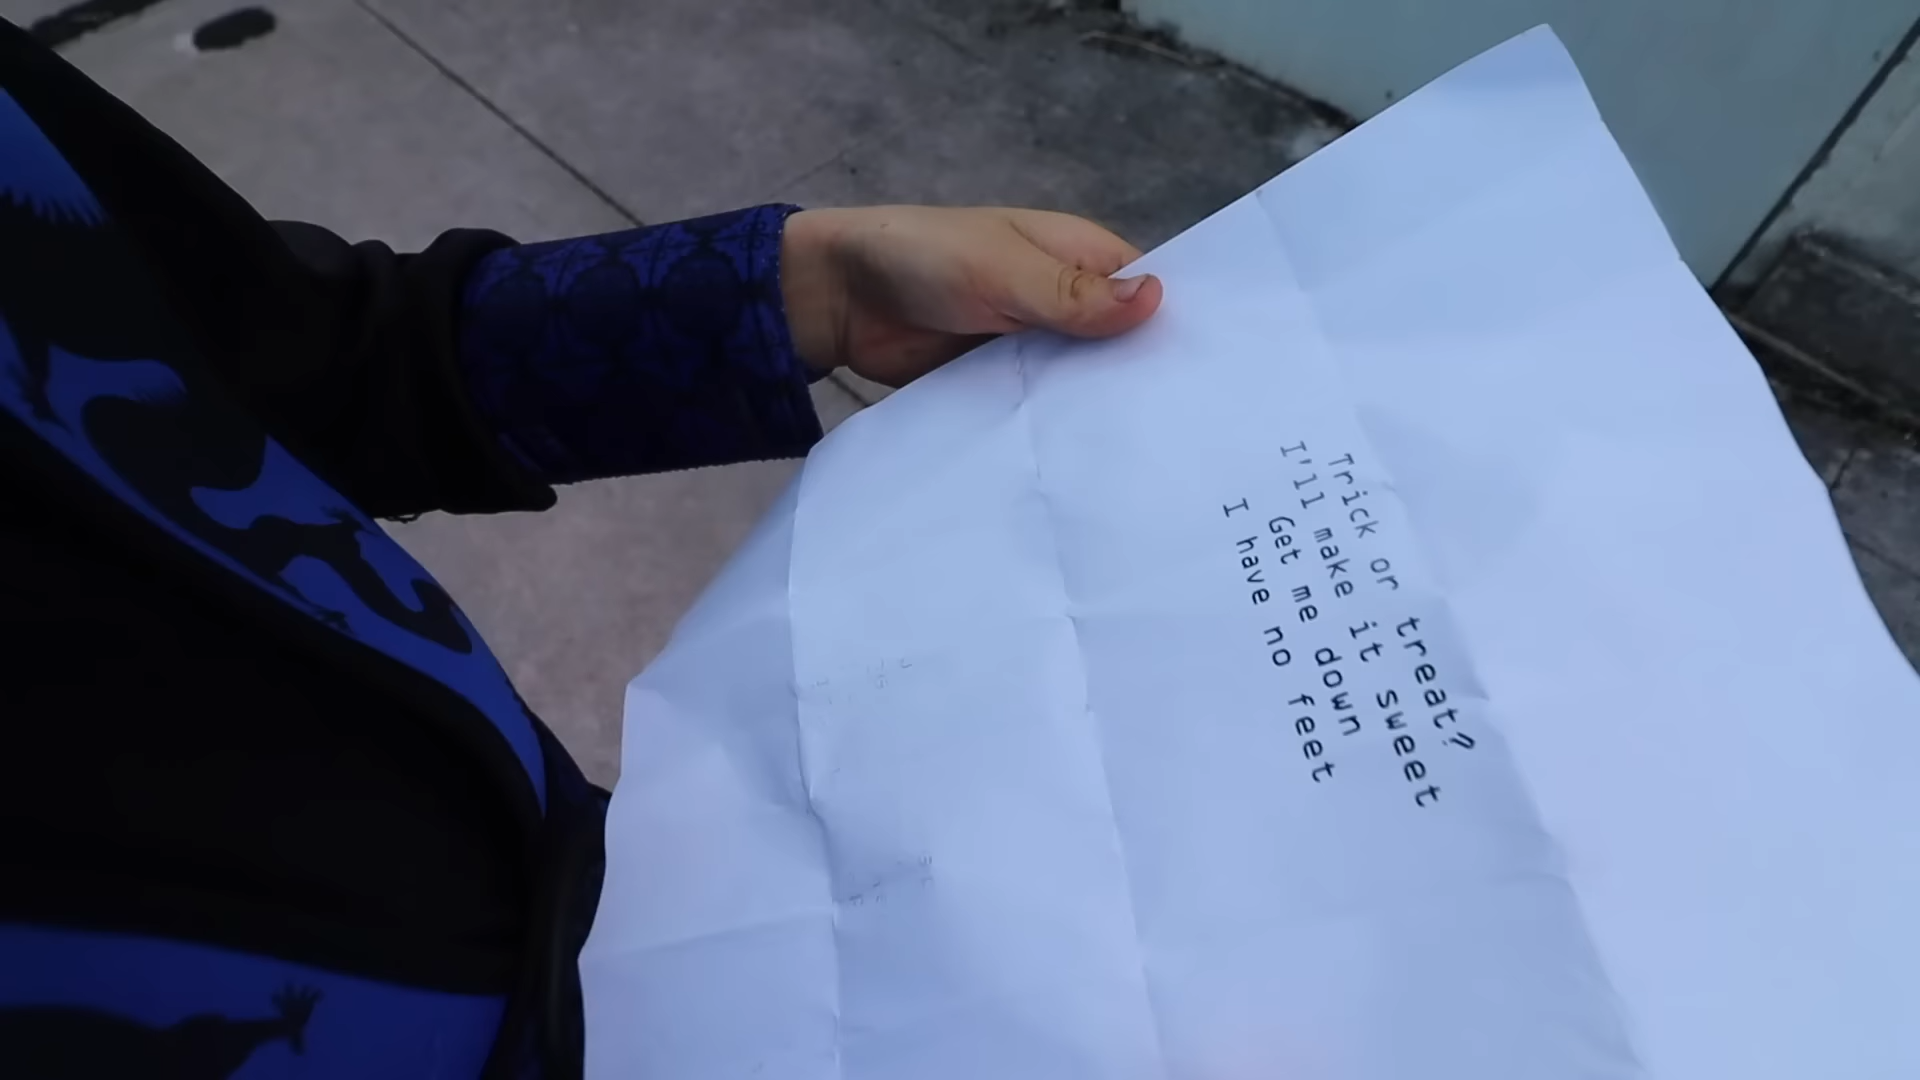 Trick or treat?
I'll make it sweet
Get me down
I have no feet